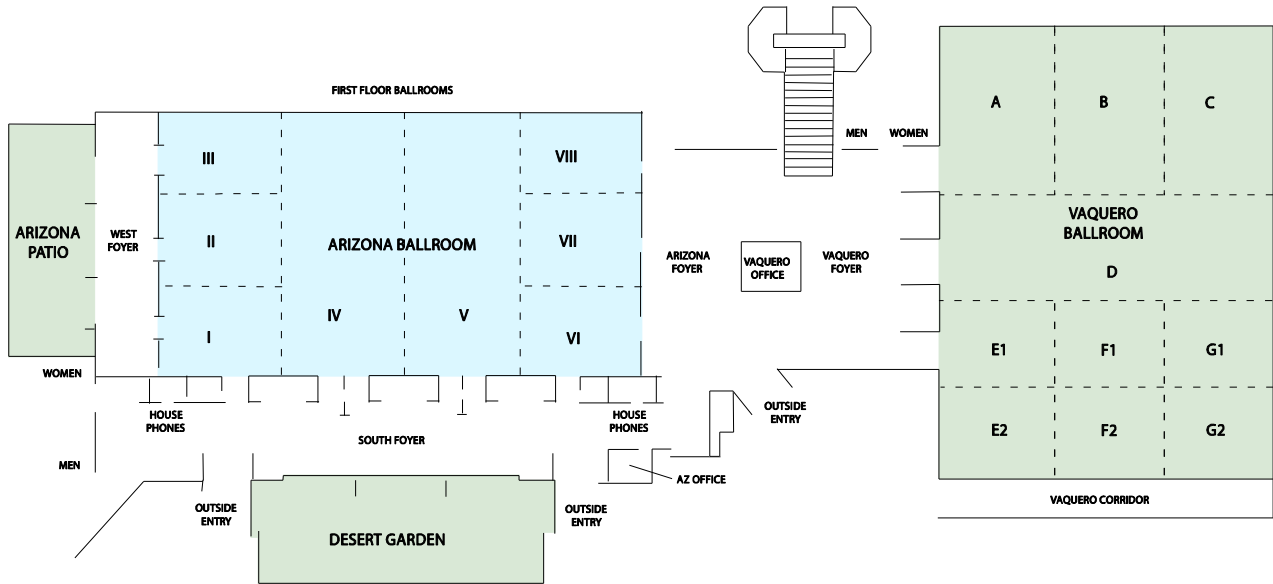 FIRST FLOOR BALLROOMS
MEN
WOMEN
A
B
C
III
VIII
ARIZONA
PATIO
WEST
FOYER
II
ARIZONA BALLROOM
VII
ARIZONA
FOYER
VAQUERO
OFFICE
VAQUERO
FOYER
VAQUERO
BALLROOM
D
I
IV
V
VI
E1
F1
G1
WOMEN
HOUSE
PHONES
SOUTH FOYER
HOUSE
PHONES
OUTSIDE
ENTRY
E2
F2
G2
MEN
AZ OFFICE
OUTSIDE
ENTRY
DESERT GARDEN
OUTSIDE
ENTRY
VAQUERO CORRIDOR